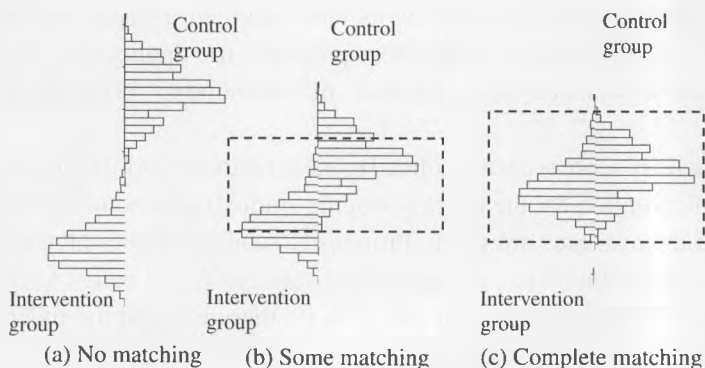 Control
group
Intervention
group
(a) No matching
Control
group
Intervention
group
(b) Some matching
Control
group
Intervention
group
(c) Complete matching